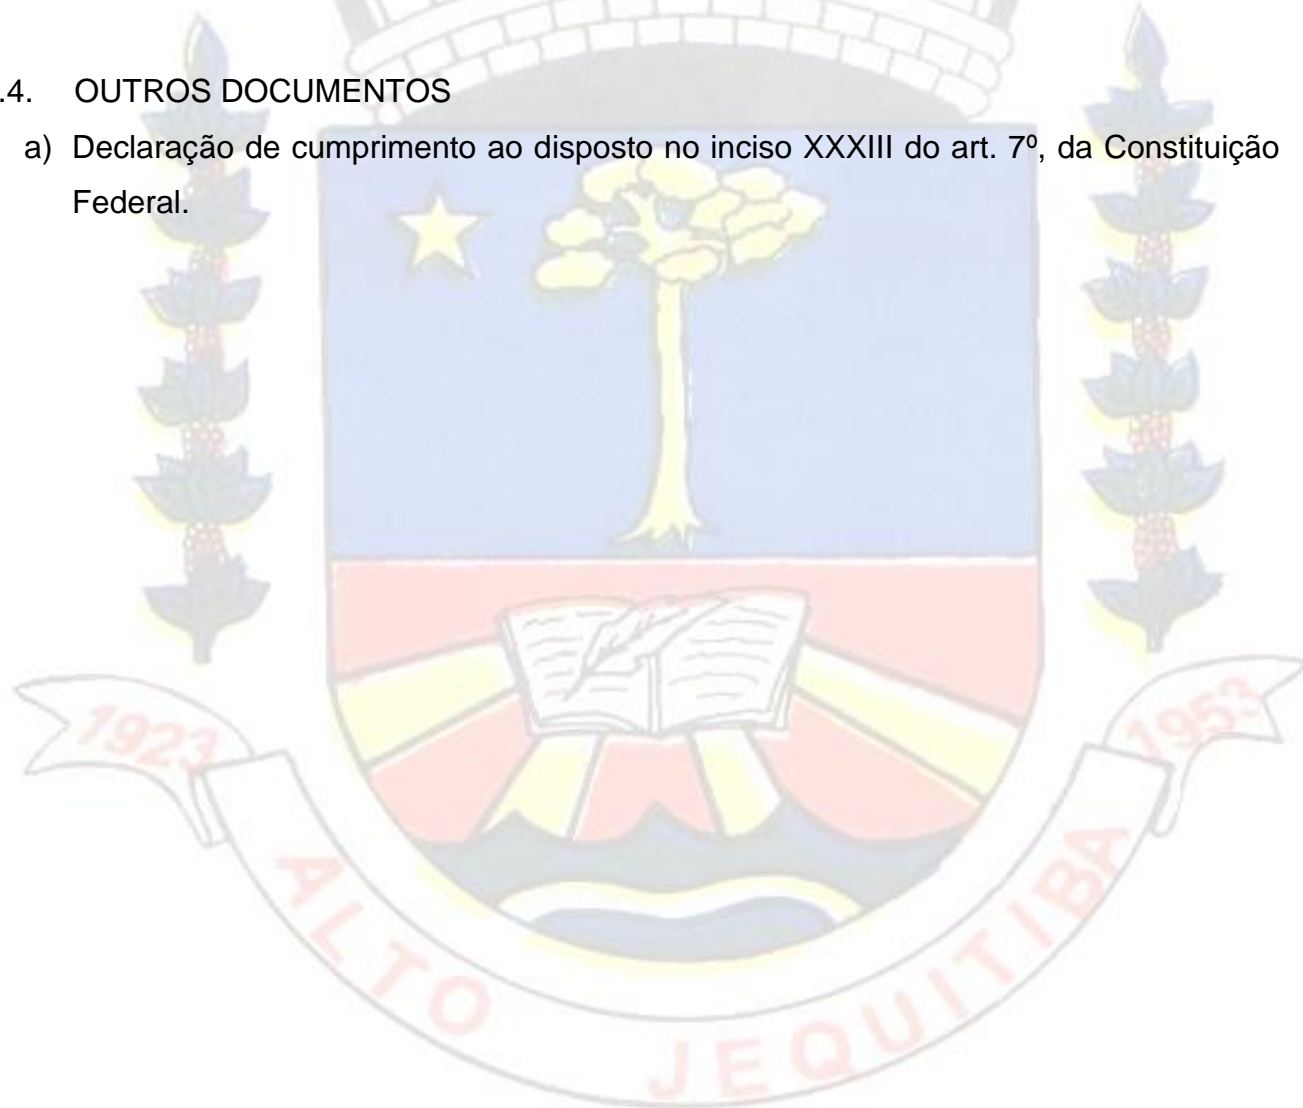 .4. OUTROS DOCUMENTOS
a) Declaração de cumprimento ao disposto no inciso XXXIII do art. 7º, da Constituição
Federal.
1923
1953
ALTO JEQUITIBA